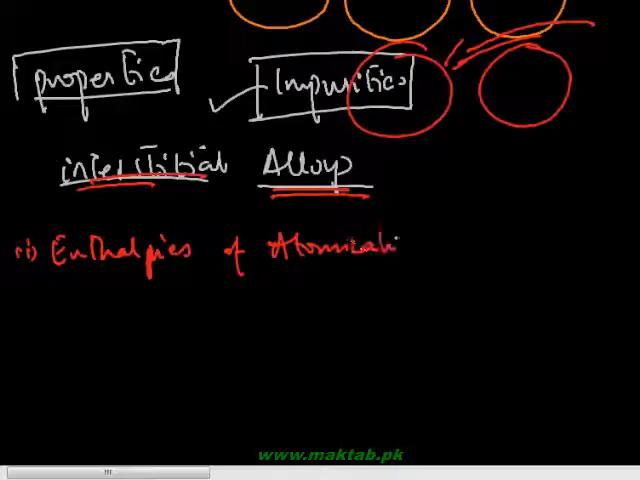 properties Impurities
interstitial Alloy
(i) Enthalpies of Atomizati
www.maktab.pk